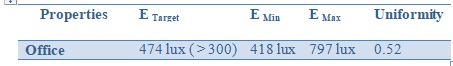 Properties E Target E Min E Max Uniformity
Office 474 lux (>300) 418 lux 797 lux 0.52